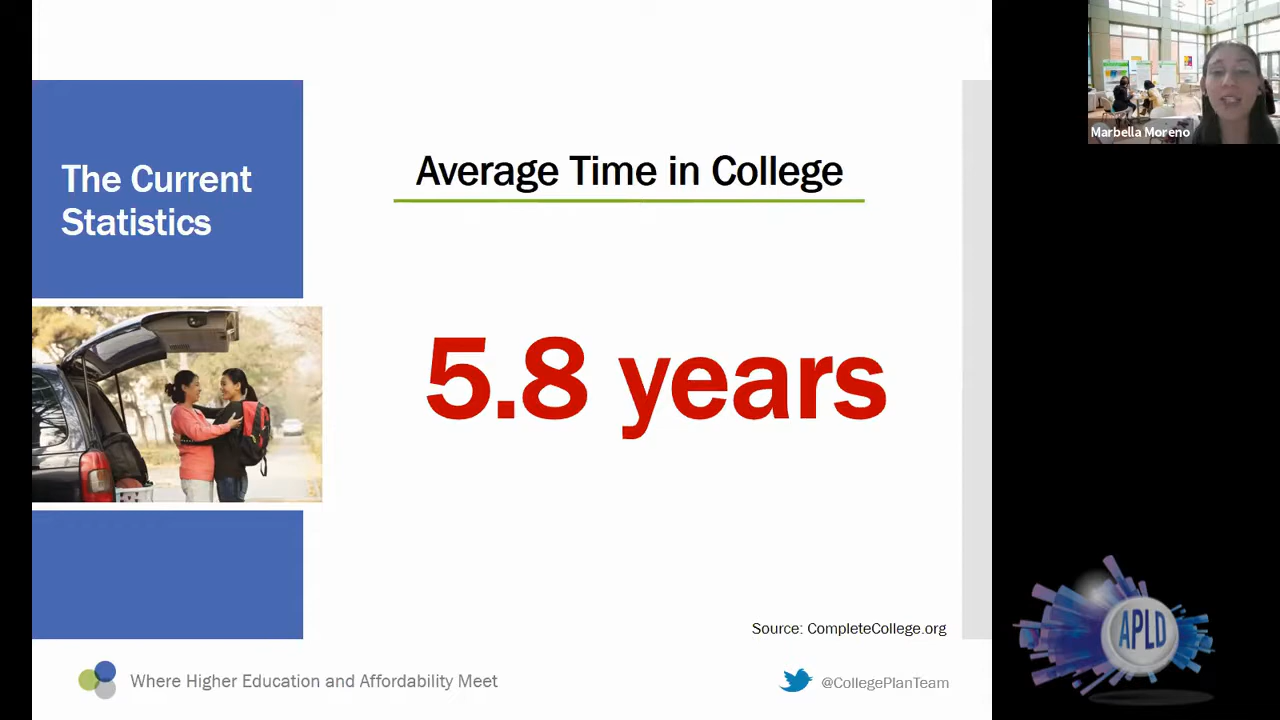 The Current
Statistics
Average Time in College
5.8 years
Source: CompleteCollege.org
Where Higher Education and Affordability Meet
@CollegePlanTeam
Marbella Moreno
APLD